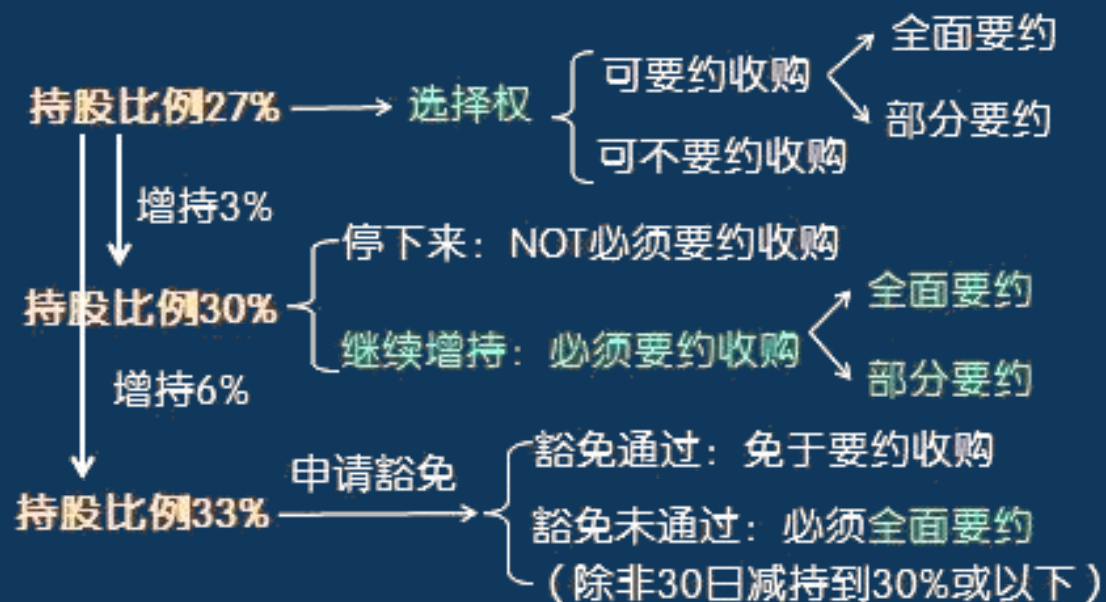 全面要约
持股比例27%
选择权
可要约收购
部分要约
可不要约收购
增持3%
停下来：NOT必须要约收购
持股比例30%
全面要约
继续增持：必须要约收购
部分要约
增持6%
豁免通过：免于要约收购
申请豁免
持股比例33%
豁免未通过：必须全面要约
（除非30日减持到30%或以下）